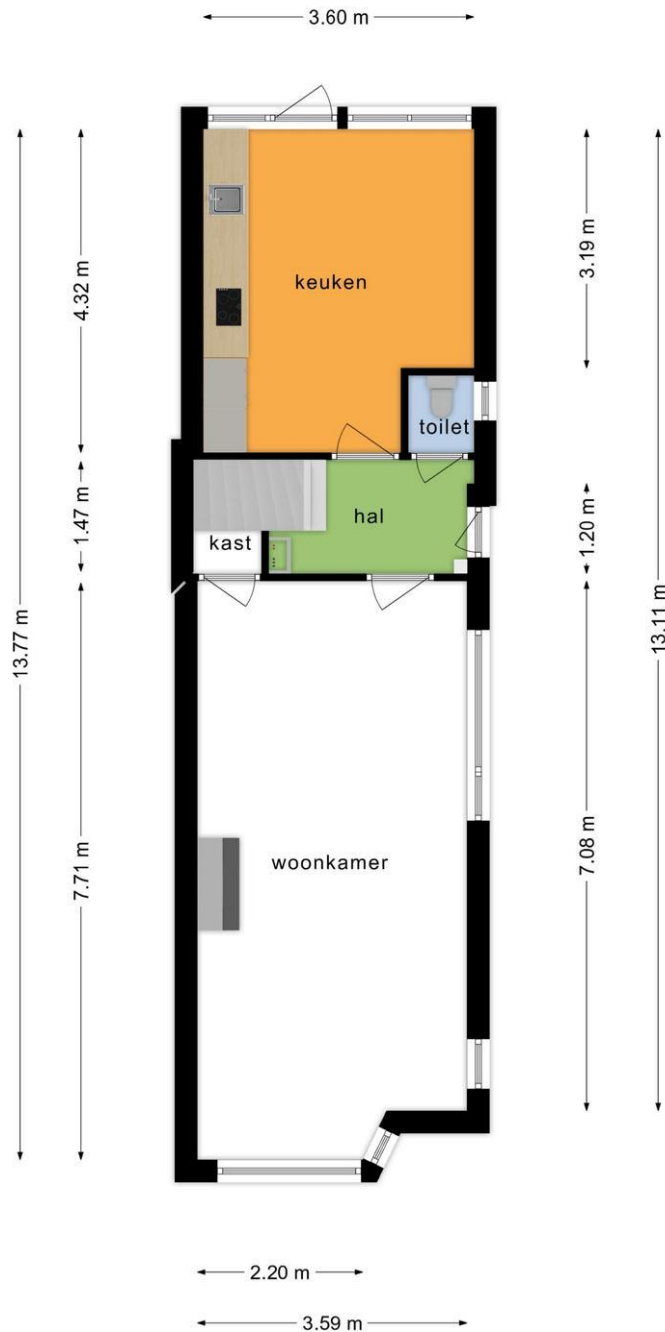 3.60 m
4.32 m
3.19 m
keuken
toilet
1.47 m
hal
kast
1.20 m
13.77 m
13.11 m
7.71 m
woonkamer
7.08 m
2.20 m
3.59 m